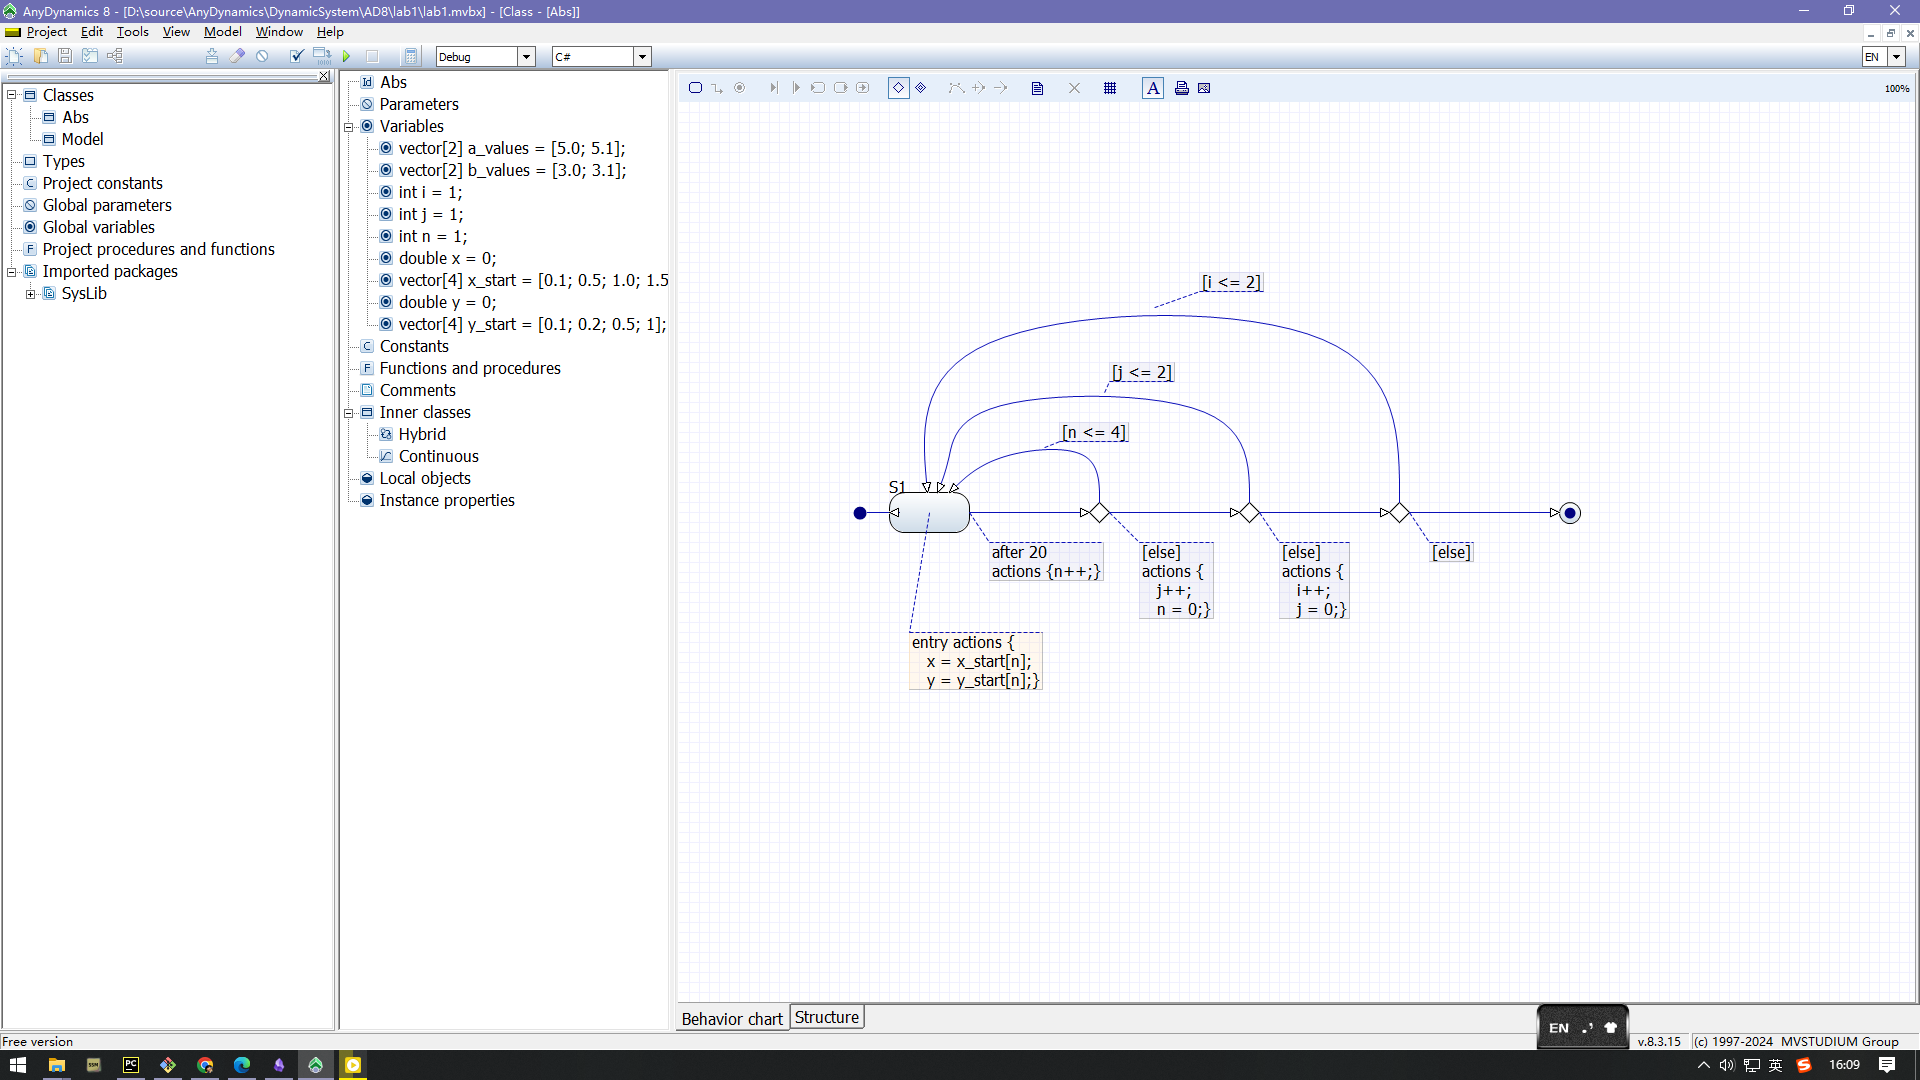 AnyDynamics 8 - [D:\source\AnyDynamics\DynamicSystem\AD8\lab1\lab1.mvbx] - [Class - [Abs]]
Project Edit Tools View Model Window Help
Debug C# EN
Classes
Abs
Model
Types
Project constants
Global parameters
Global variables
Project procedures and functions
Imported packages
SysLib
Abs
Parameters
Variables
vector[2] a_values = [5.0; 5.1];
vector[2] b_values = [3.0; 3.1];
int i = 1;
int j = 1;
int n = 1;
double x = 0;
vector[4] x_start = [0.1; 0.5; 1.0; 1.5
double y = 0;
vector[4] y_start = [0.1; 0.2; 0.5; 1];
Constants
Functions and procedures
Comments
Inner classes
Hybrid
Continuous
Local objects
Instance properties
A
100%
[i <= 2]
[j <= 2]
[n <= 4]
S1
after 20
actions {n++;}
[else]
actions {
j++;
n = 0;}
[else]
actions {
i++;
j = 0;}
[else]
entry actions {
x = x_start[n];
y = y_start[n];}
Behavior chart Structure
EN
Free version
v.8.3.15 (c) 1997-2024 MVSTUDIUM Group
PC
英
16:09